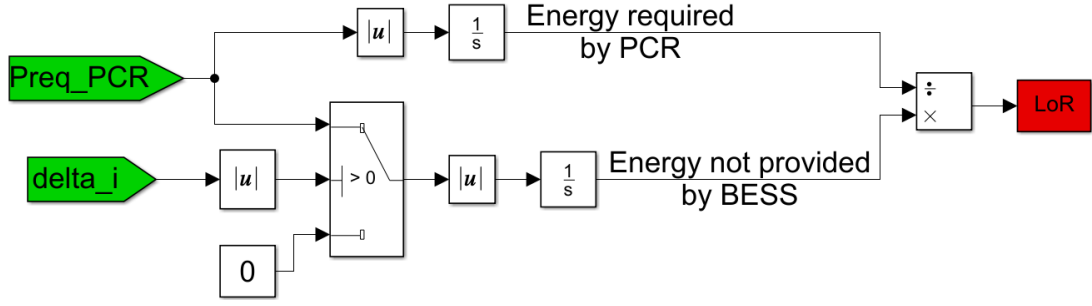 Energy required
by PCR
|u|
1
s
Preq_PCR
÷
×
LoR
delta_i
|u|
> 0
|u|
1
s
Energy not provided
by BESS
0